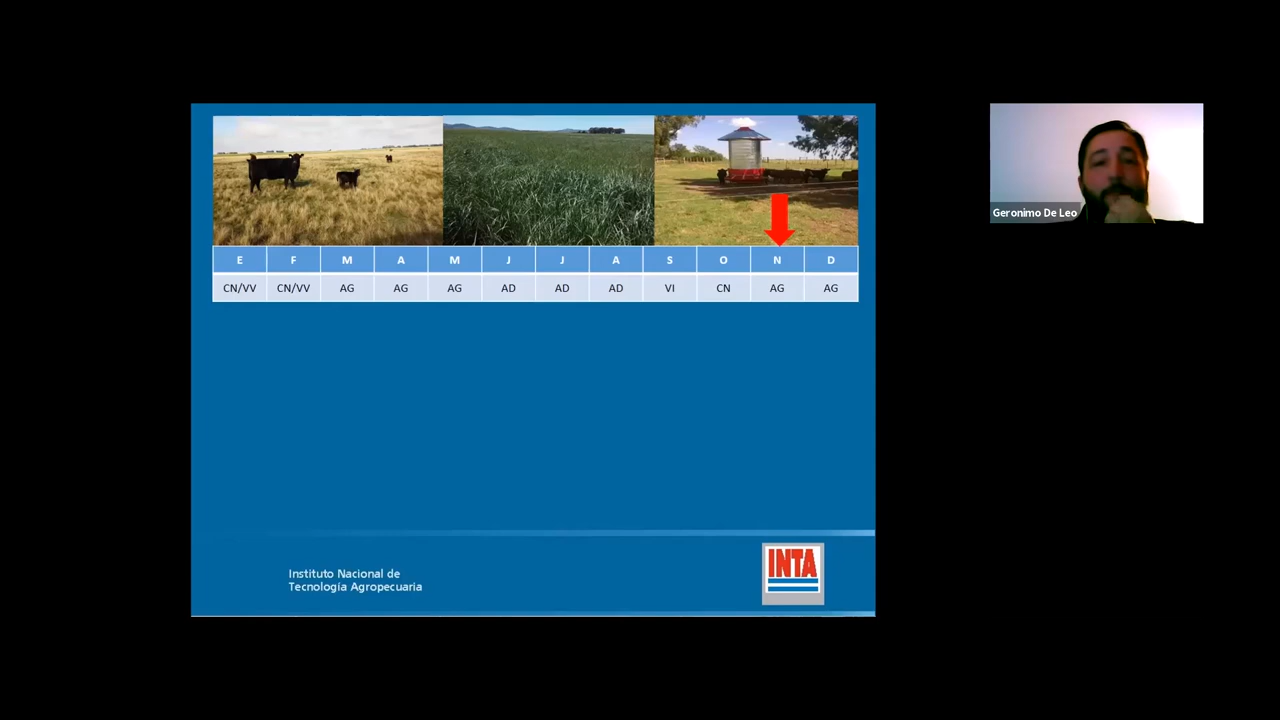 Geronimo De Leo
E F M A M J J A S O N D
CN/VV CN/VV AG AG AG AD AD AD VI CN AG AG
Instituto Nacional de
Tecnología Agropecuaria
INTA